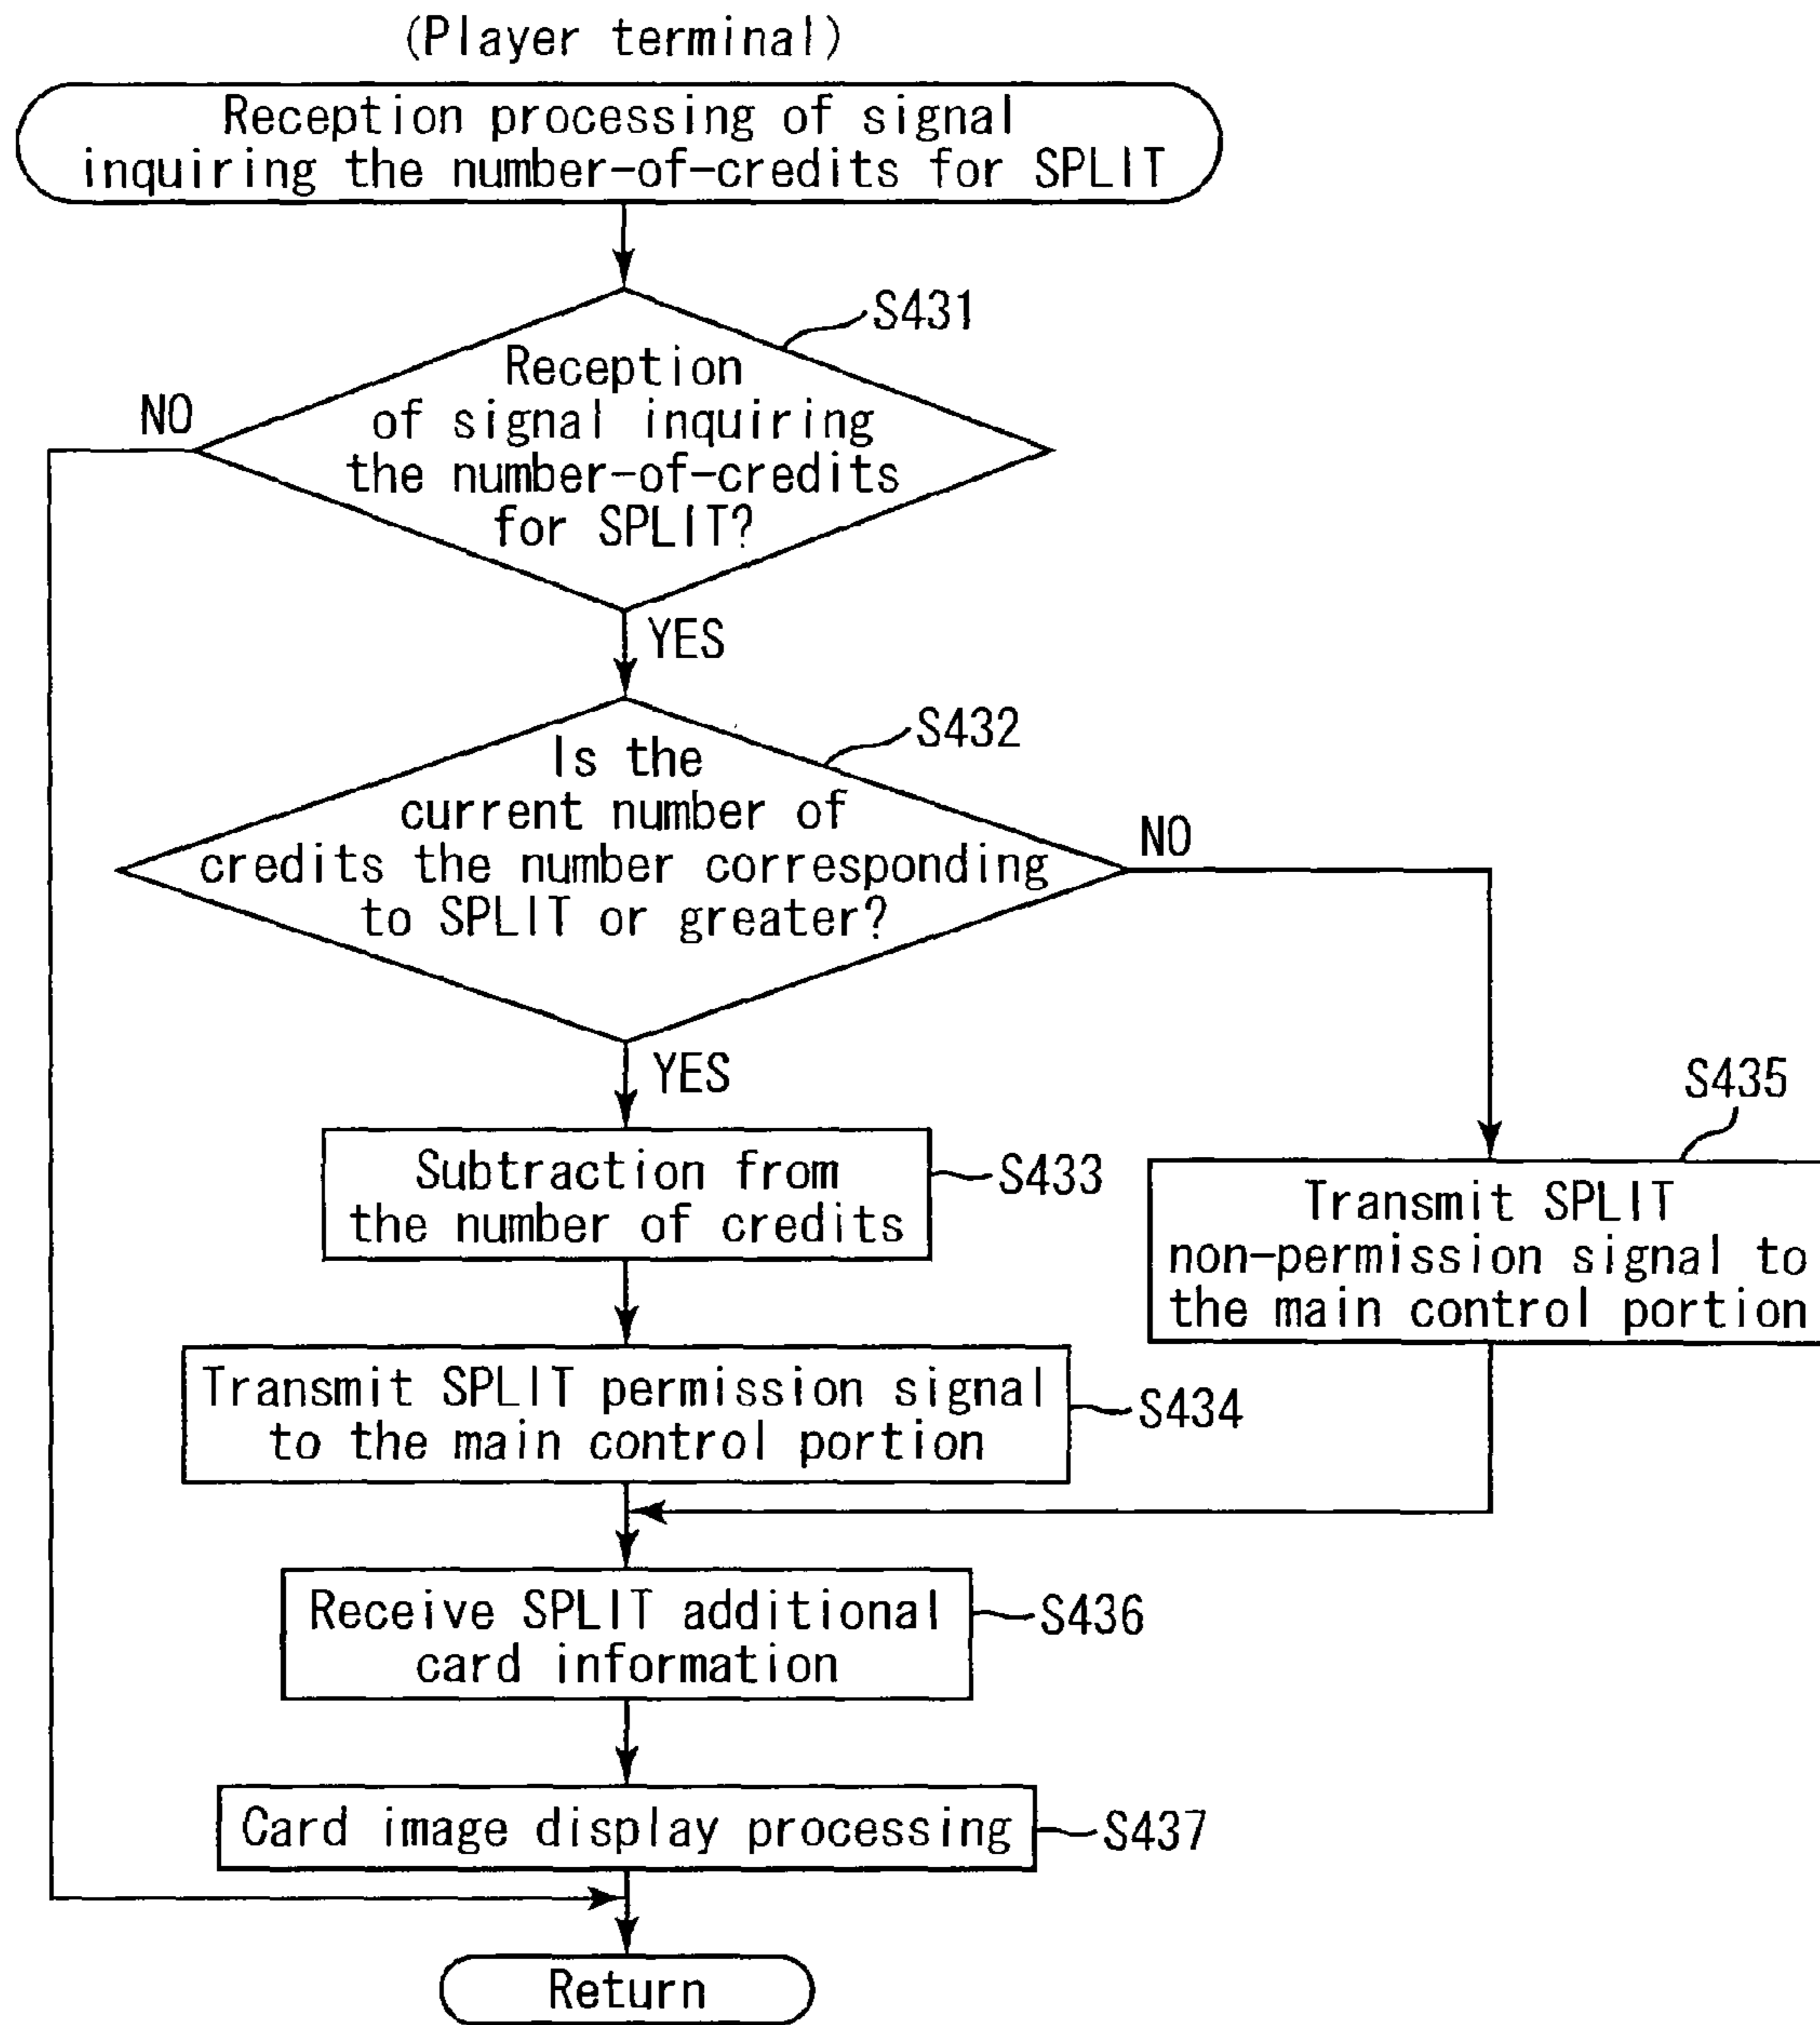 (Player terminal)
Reception processing of signal
inquiring the number-of-credits for SPLIT
S431
Reception
of signal inquiring
the number-of-credits
for SPLIT?
NO
YES
S432
Is the
current number of
credits the number corresponding
to SPLIT or greater?
NO
YES
S433
Subtraction from
the number of credits
S435
Transmit SPLIT
non-permission signal to
the main control portion
Transmit SPLIT permission signal
to the main control portion
S434
Receive SPLIT additional
card information
S436
Card image display processing
S437
Return